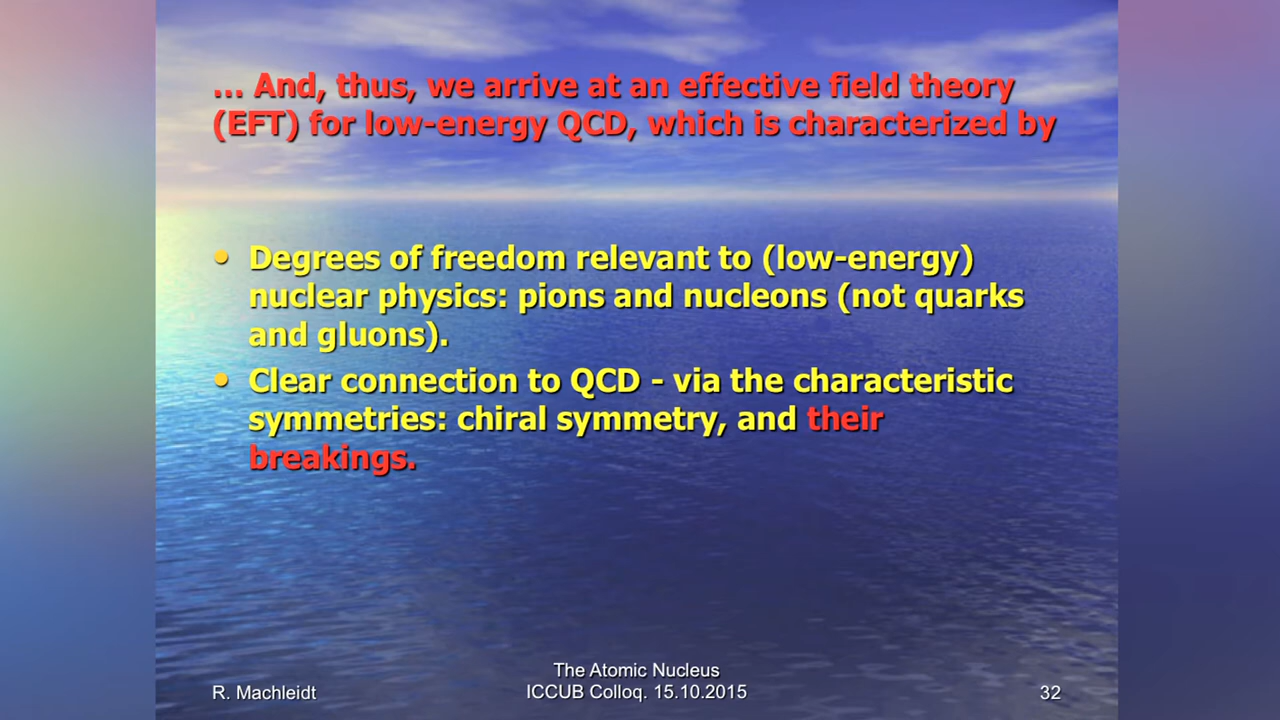 ... And, thus, we arrive at an effective field theory
(EFT) for low-energy QCD, which is characterized by
• Degrees of freedom relevant to (low-energy)
nuclear physics: pions and nucleons (not quarks
and gluons).
• Clear connection to QCD - via the characteristic
symmetries: chiral symmetry, and their
breakings.
R. Machleidt
The Atomic Nucleus
ICCUB Colloq. 15.10.2015
32